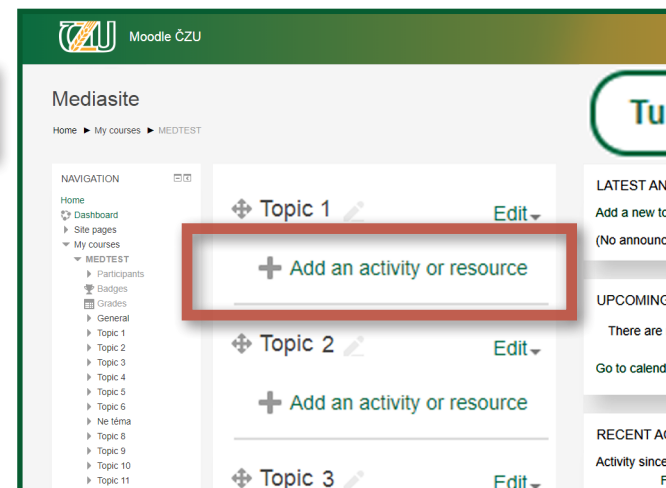 ČZU Moodle ČZU
Mediasite
Home ► My courses ► MEDTEST
NAVIGATION
Home
Dashboard
Site pages
My courses
MEDTEST
Participants
Badges
Grades
General
Topic 1
Topic 2
Topic 3
Topic 4
Topic 5
Topic 6
Ne téma
Topic 8
Topic 9
Topic 10
Topic 11
Topic 1 Edit
Add an activity or resource
Topic 2 Edit
Add an activity or resource
Topic 3 Edit
Tu
LATEST AN
Add a new to
(No announc
UPCOMING
There are
Go to calend
RECENT AC
Activity since